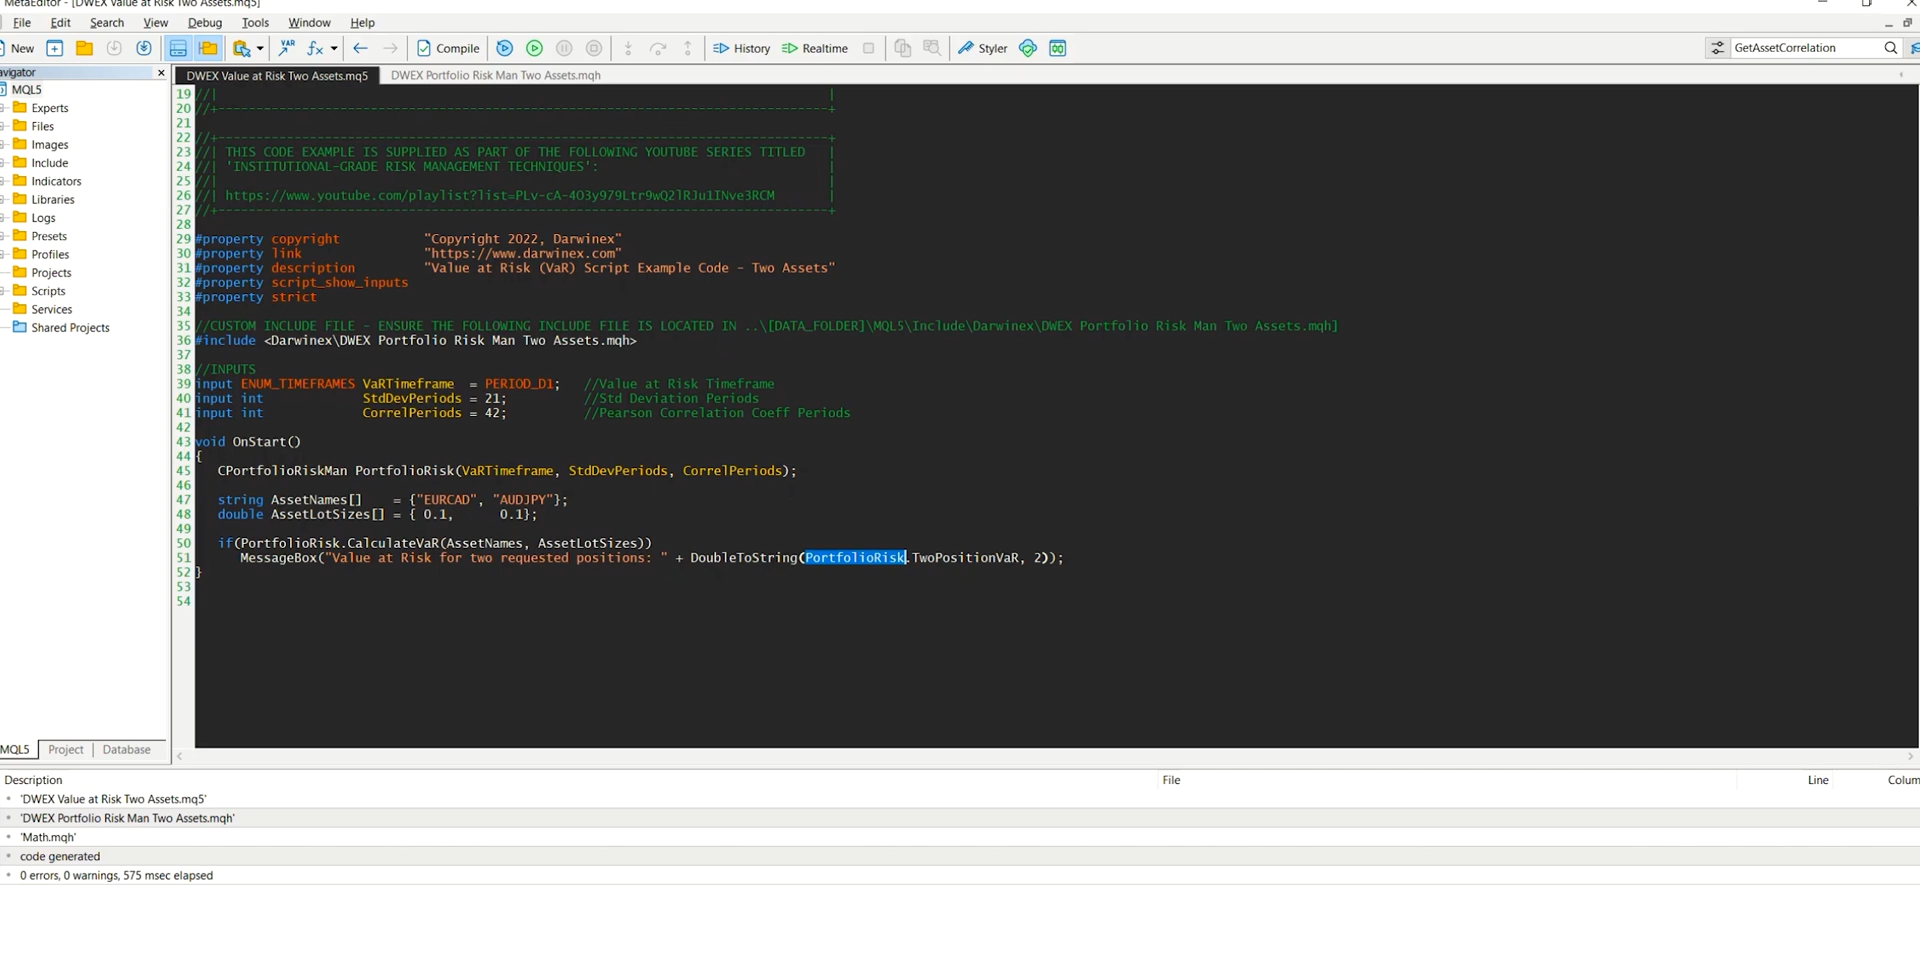 MetaEditor - [DWEX Value at Risk Two Assets.mq5]
File Edit Search View Debug Tools Window Help
New Compile History Realtime Styler GetAssetCorrelation
avigator
DWEX Value at Risk Two Assets.mq5 DWEX Portfolio Risk Man Two Assets.mqh
MQL5
Experts
Files
Images
Include
Indicators
Libraries
Logs
Presets
Profiles
Projects
Scripts
Services
Shared Projects
MQL5 Project Database
19 //| |
20 //+------------------------------------------------------------------+
21
22 //+------------------------------------------------------------------+
23 //| THIS CODE EXAMPLE IS SUPPLIED AS PART OF THE FOLLOWING YOUTUBE SERIES TITLED |
24 //| 'INSTITUTIONAL-GRADE RISK MANAGEMENT TECHNIQUES': |
25 //| |
26 //| https://www.youtube.com/playlist?list=PLv-cA-4O3y979Ltr9wQ2lRJu1INve3RCM |
27 //+------------------------------------------------------------------+
28
29 #property copyright "Copyright 2022, Darwinex"
30 #property link "https://www.darwinex.com"
31 #property description "Value at Risk (VaR) Script Example Code - Two Assets"
32 #property script_show_inputs
33 #property strict
34
35 //CUSTOM INCLUDE FILE - ENSURE THE FOLLOWING INCLUDE FILE IS LOCATED IN ..\[DATA_FOLDER]\MQL5\Include\Darwinex\DWEX Portfolio Risk Man Two Assets.mqh]
36 #include <Darwinex\DWEX Portfolio Risk Man Two Assets.mqh>
37
38 //INPUTS
39 input ENUM_TIMEFRAMES VaRTimeframe = PERIOD_D1; //Value at Risk Timeframe
40 input int StdDevPeriods = 21; //Std Deviation Periods
41 input int CorrelPeriods = 42; //Pearson Correlation Coeff Periods
42
43 void OnStart()
44 {
45 CPortfolioRiskMan PortfolioRisk(VaRTimeframe, StdDevPeriods, CorrelPeriods);
46
47 string AssetNames[] = {"EURCAD", "AUDJPY"};
48 double AssetLotSizes[] = { 0.1, 0.1};
49
50 if(PortfolioRisk.CalculateVaR(AssetNames, AssetLotSizes))
51 MessageBox("Value at Risk for two requested positions: " + DoubleToString(PortfolioRisk.TwoPositionVaR, 2));
52 }
53
54
Description File Line Colum
'DWEX Value at Risk Two Assets.mq5'
'DWEX Portfolio Risk Man Two Assets.mqh'
'Math.mqh'
code generated
0 errors, 0 warnings, 575 msec elapsed